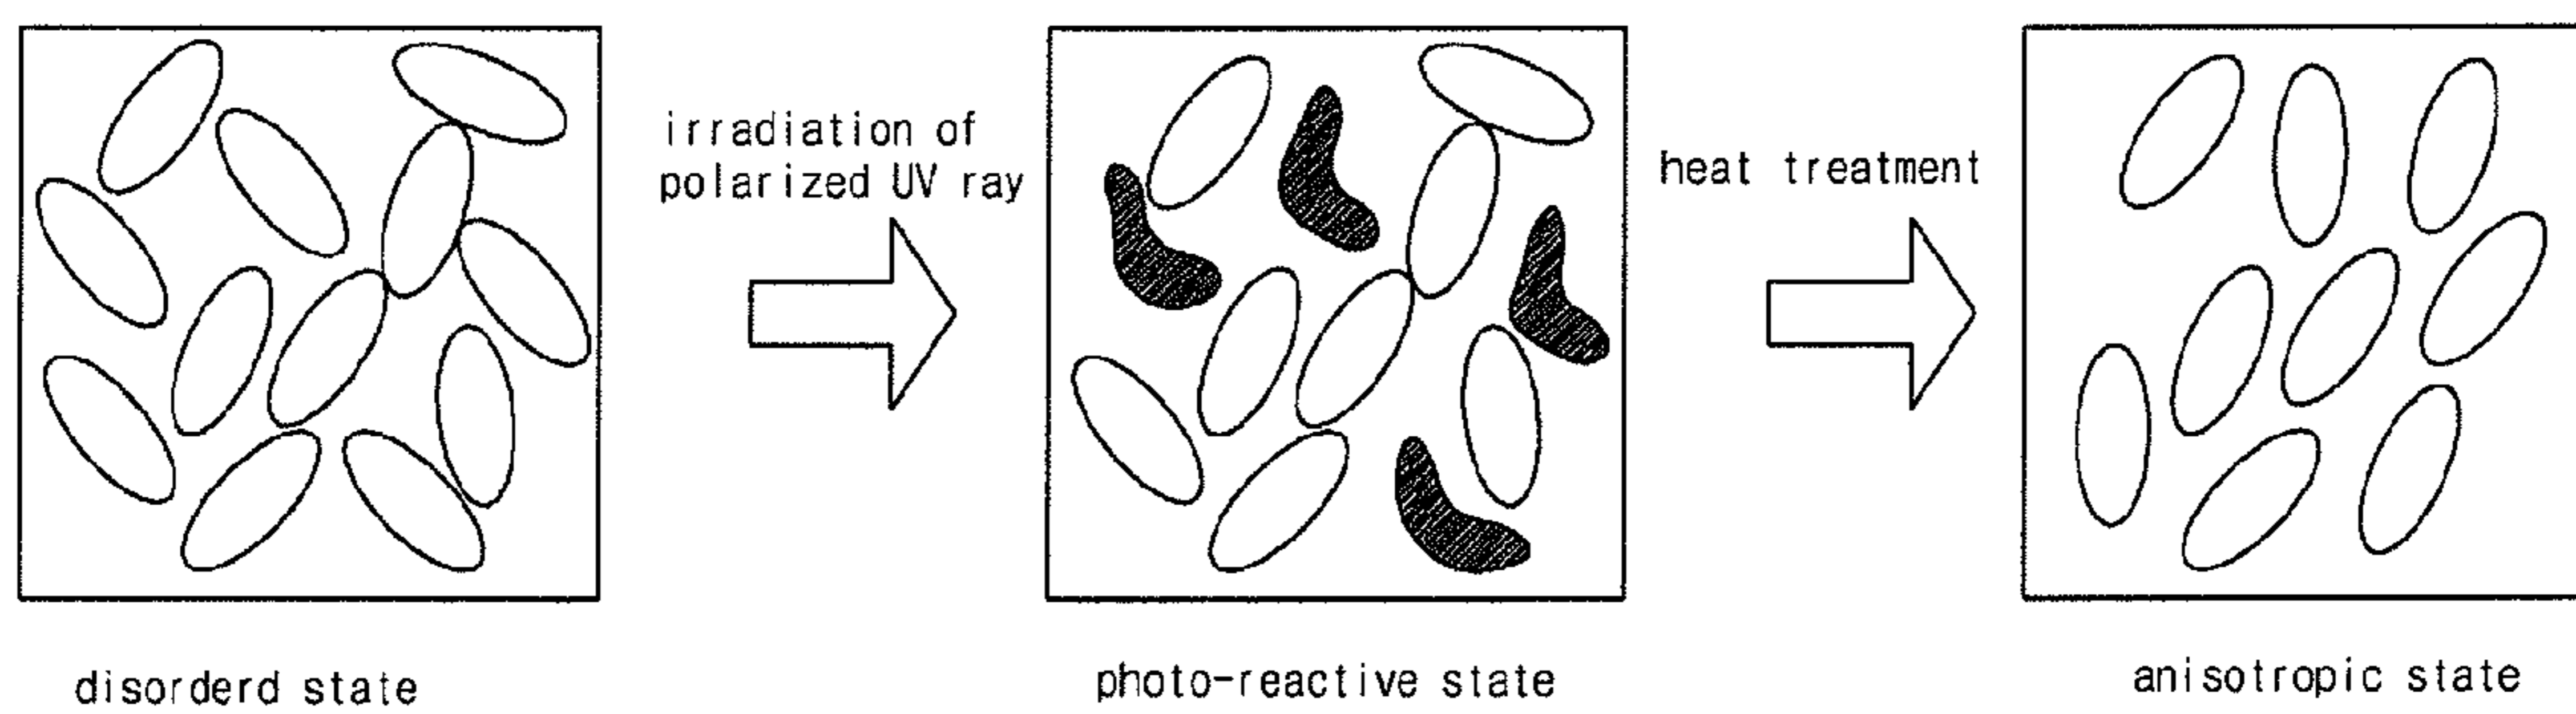 irradiation of
polarized UV ray
heat treatment
disorderd state
photo-reactive state
anisotropic state